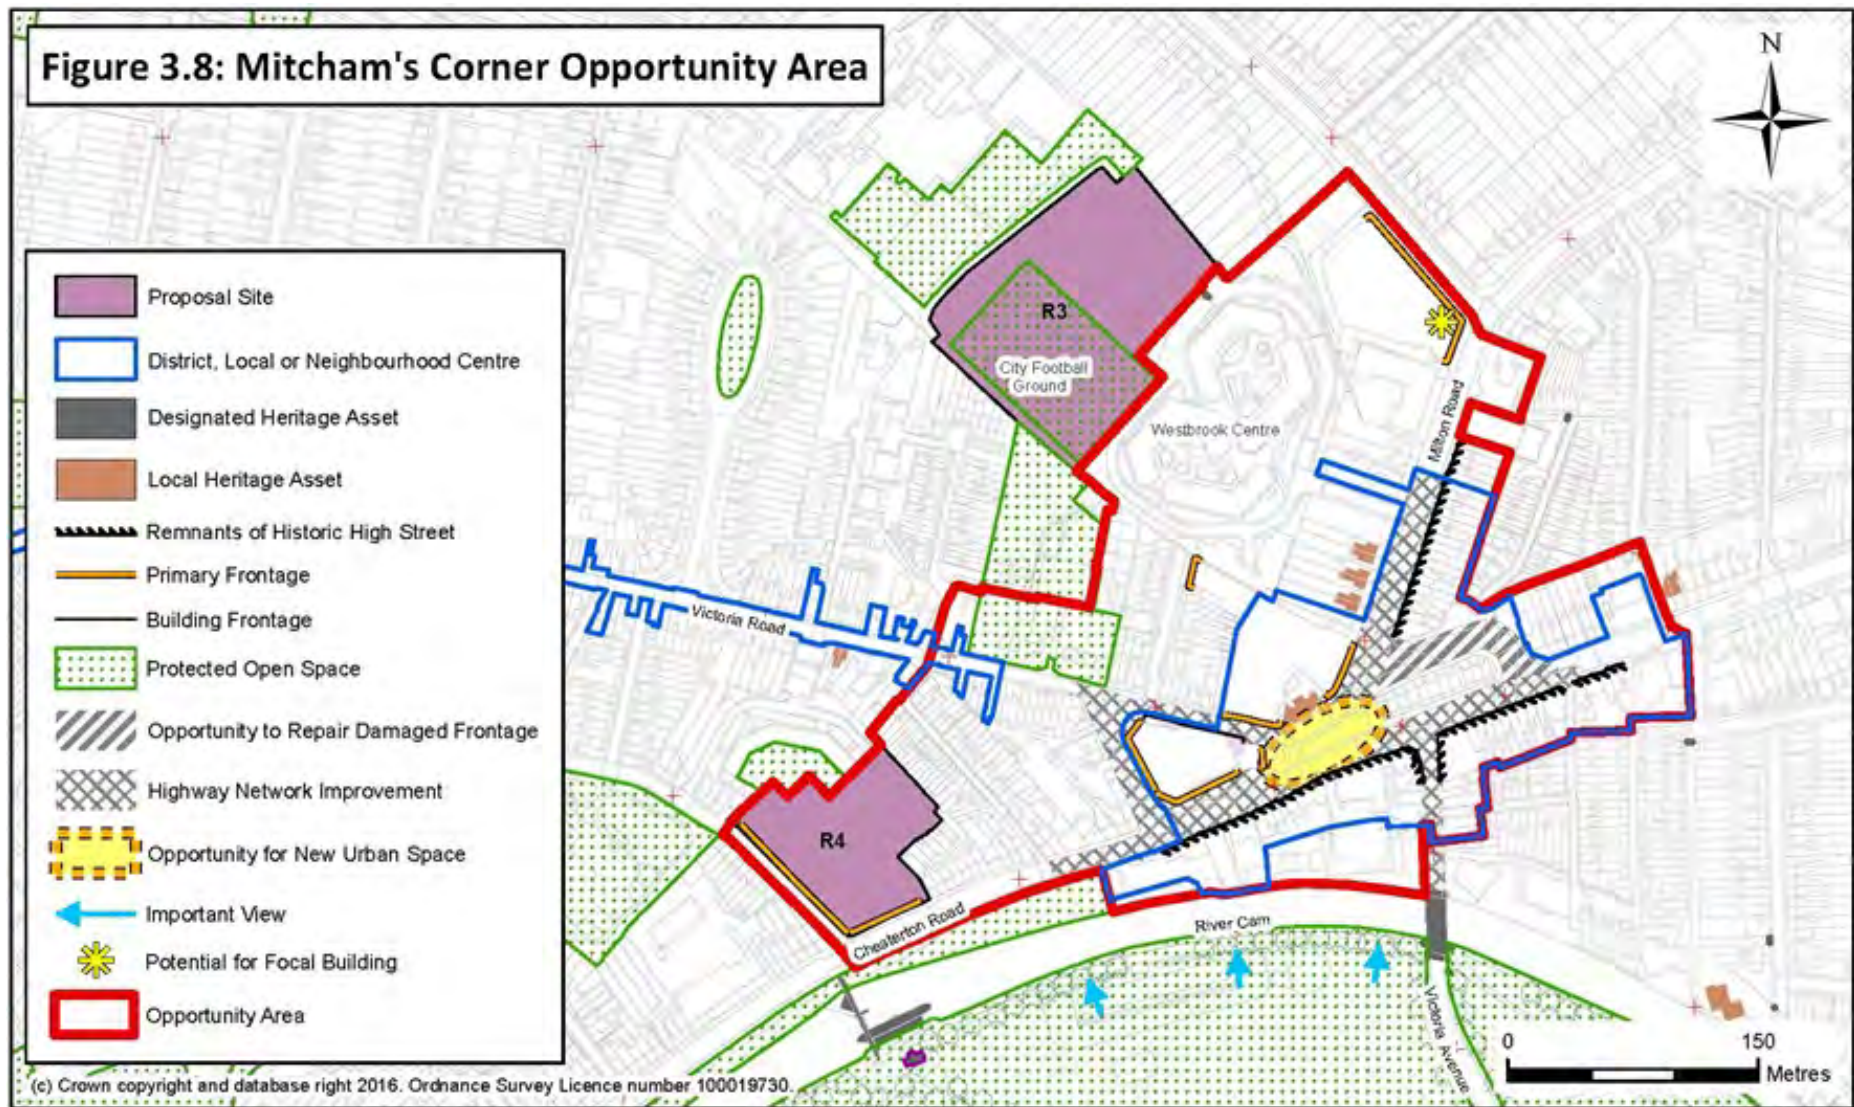 Figure 3.8: Mitcham's Corner Opportunity Area
N
Proposal Site
District, Local or Neighbourhood Centre
Designated Heritage Asset
Local Heritage Asset
Remnants of Historic High Street
Primary Frontage
Building Frontage
Protected Open Space
Opportunity to Repair Damaged Frontage
Highway Network Improvement
Opportunity for New Urban Space
Important View
Potential for Focal Building
Opportunity Area
R3
City Football
Ground
Westbrook Centre
Milton Road
Victoria Road
R4
Chesterton Road
River Cam
Victoria Avenue
0 150
Metres
(c) Crown copyright and database right 2016. Ordnance Survey Licence number 100019730.